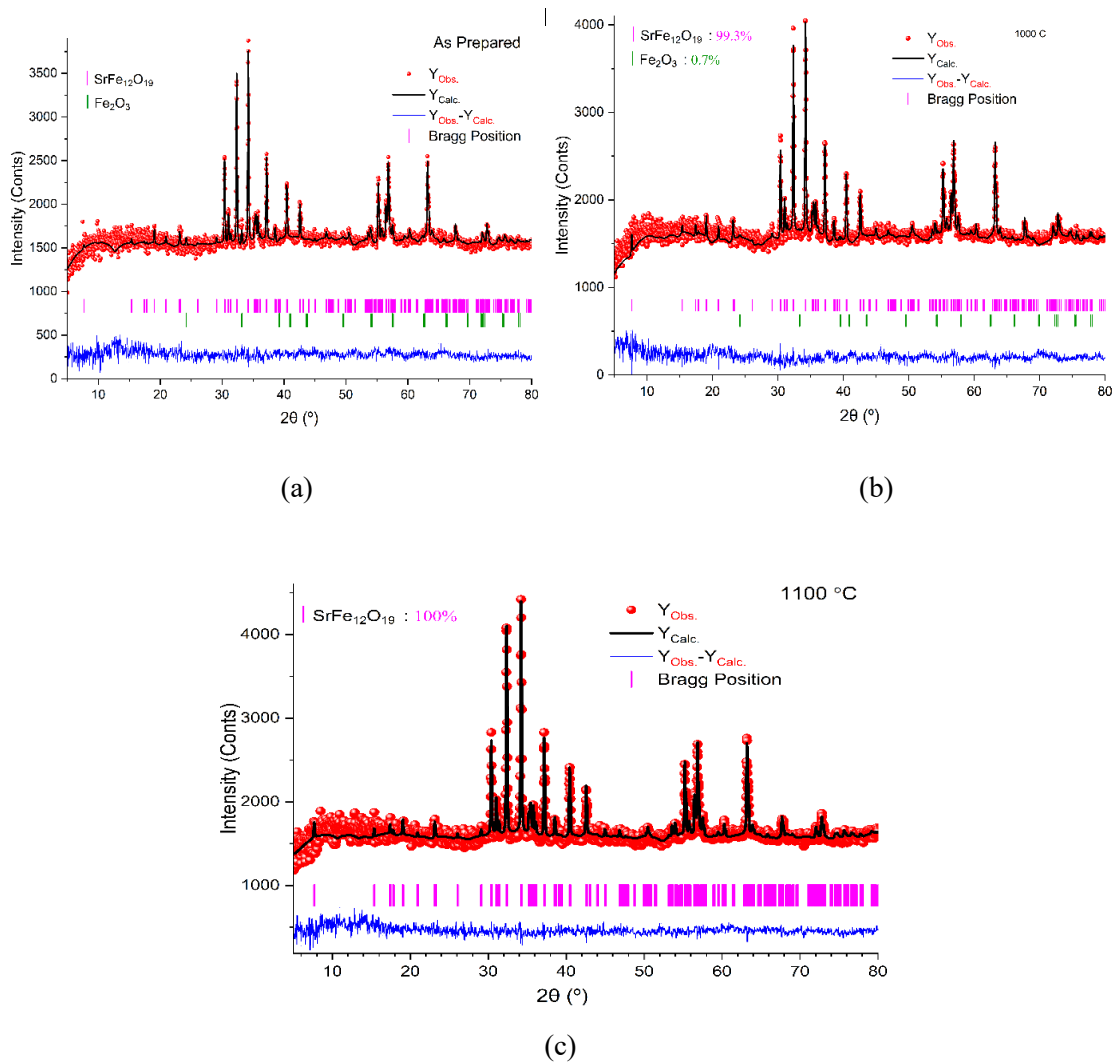 As Prepared
SrFe12O19
Fe2O3
YObs.
YCalc.
YObs.-YCalc.
Bragg Position
Intensity (Conts)
3500
3000
2500
2000
1500
1000
500
0
10 20 30 40 50 60 70 80
2θ (º)
(a)
SrFe12O19 : 99.3%
Fe2O3 : 0.7%
1000 C
YObs.
YCalc.
YObs.-YCalc.
Bragg Position
Intensity (Conts)
4000
3000
2000
1000
0
10 20 30 40 50 60 70 80
2θ (º)
(b)
SrFe12O19 : 100%
1100 °C
YObs.
YCalc.
YObs.-YCalc.
Bragg Position
Intensity (Conts)
4000
3000
2000
1000
10 20 30 40 50 60 70 80
2θ (º)
(c)